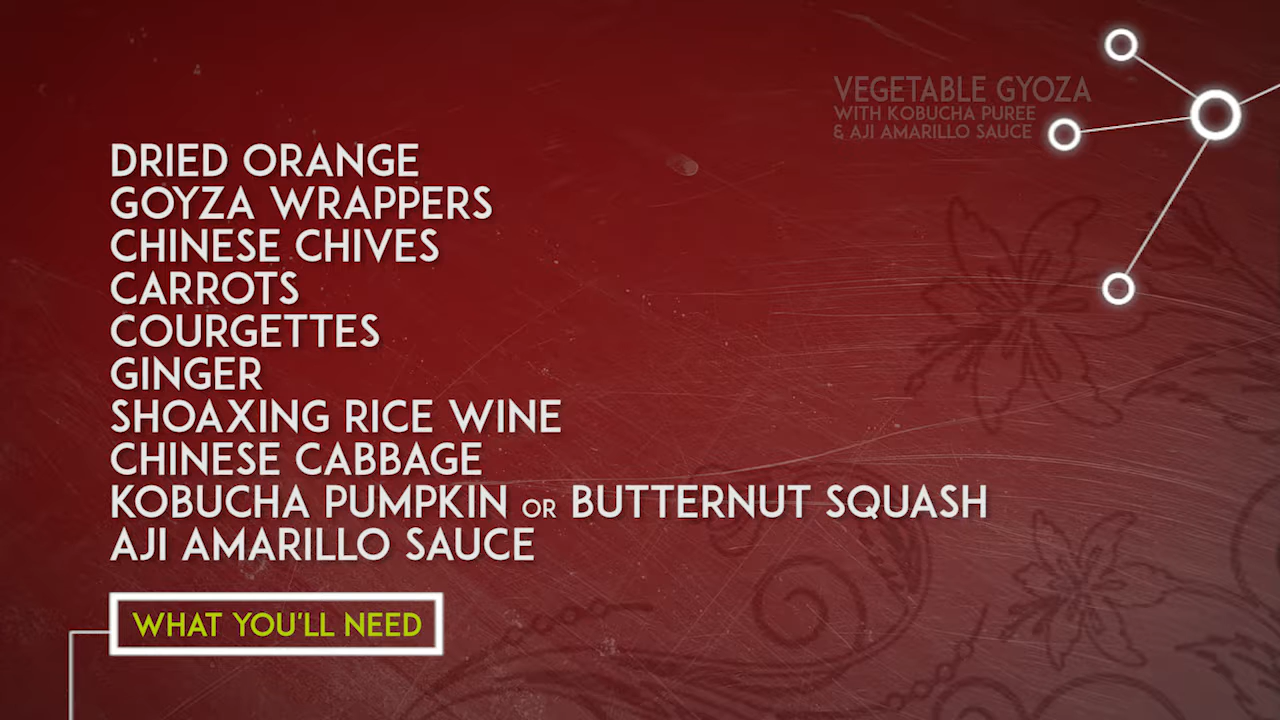 VEGETABLE GYOZA
WITH KOBUCHA PUREE
& AJI AMARILLO SAUCE
DRIED ORANGE
GOYZA WRAPPERS
CHINESE CHIVES
CARROTS
COURGETTES
GINGER
SHOAXING RICE WINE
CHINESE CABBAGE
KOBUCHA PUMPKIN OR BUTTERNUT SQUASH
AJI AMARILLO SAUCE
WHAT YOU'LL NEED